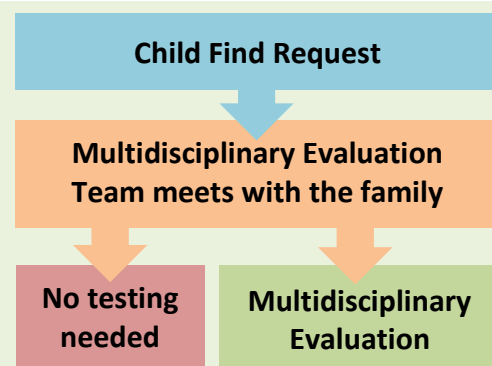 Child Find Request
Multidisciplinary Evaluation
Team meets with the family
No testing
needed
Multidisciplinary
Evaluation